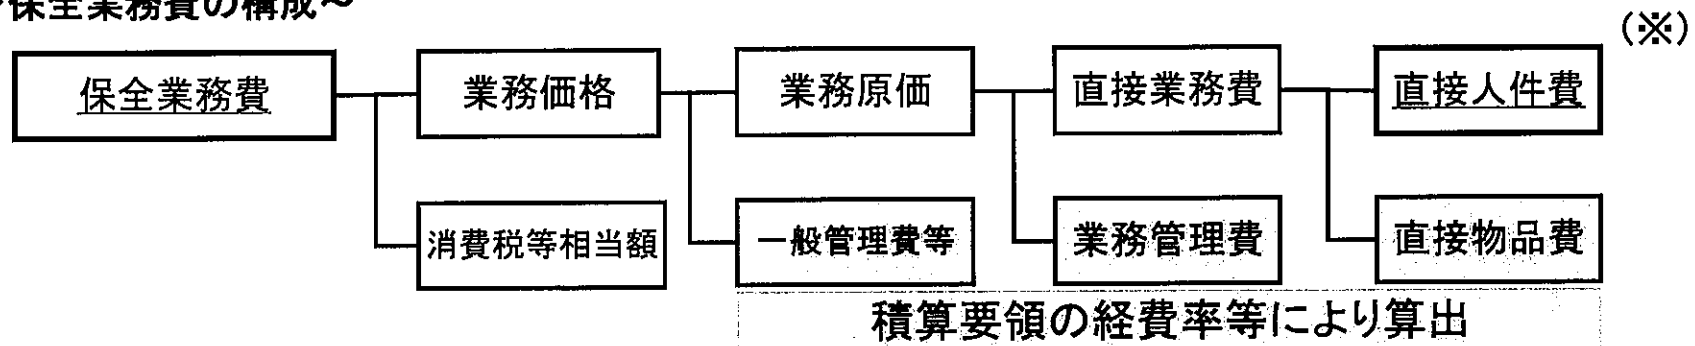 保全業務費の構成～
(※)
保全業務費
業務価格
業務原価
直接業務費
直接人件費
消費税等相当額
一般管理費等
業務管理費
直接物品費
積算要領の経費率等により算出